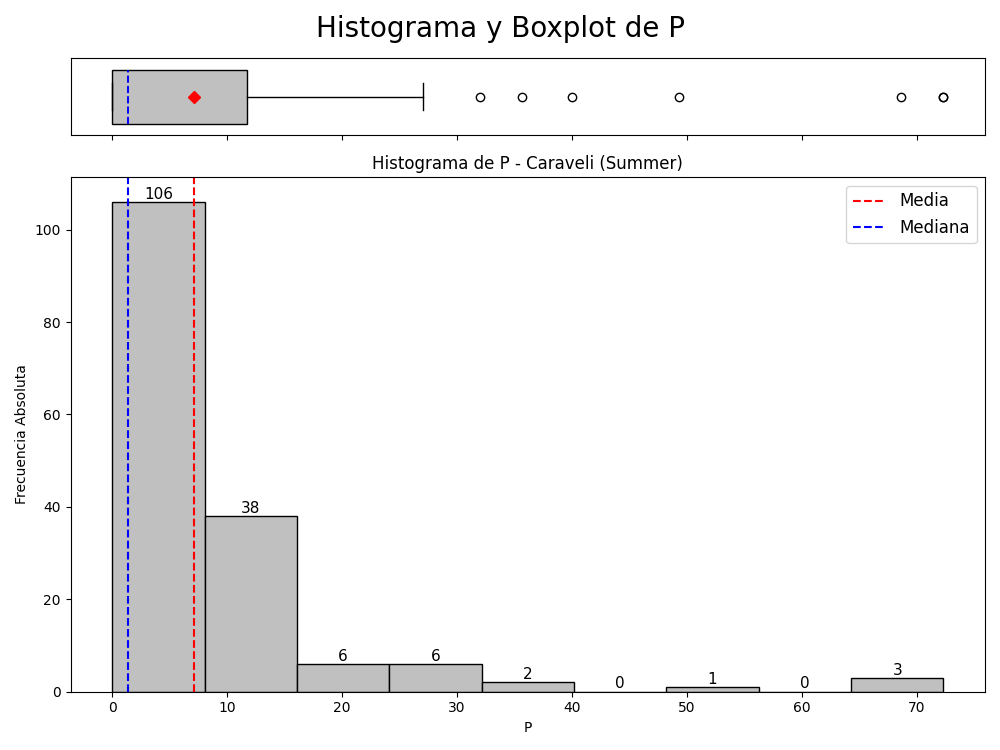 Histograma y Boxplot de P
Histograma de P - Caraveli (Summer)
106
38
6
6
2
0
1
0
3
Media
Mediana
100
80
60
40
20
0
Frecuencia Absoluta
0 10 20 30 40 50 60 70
P